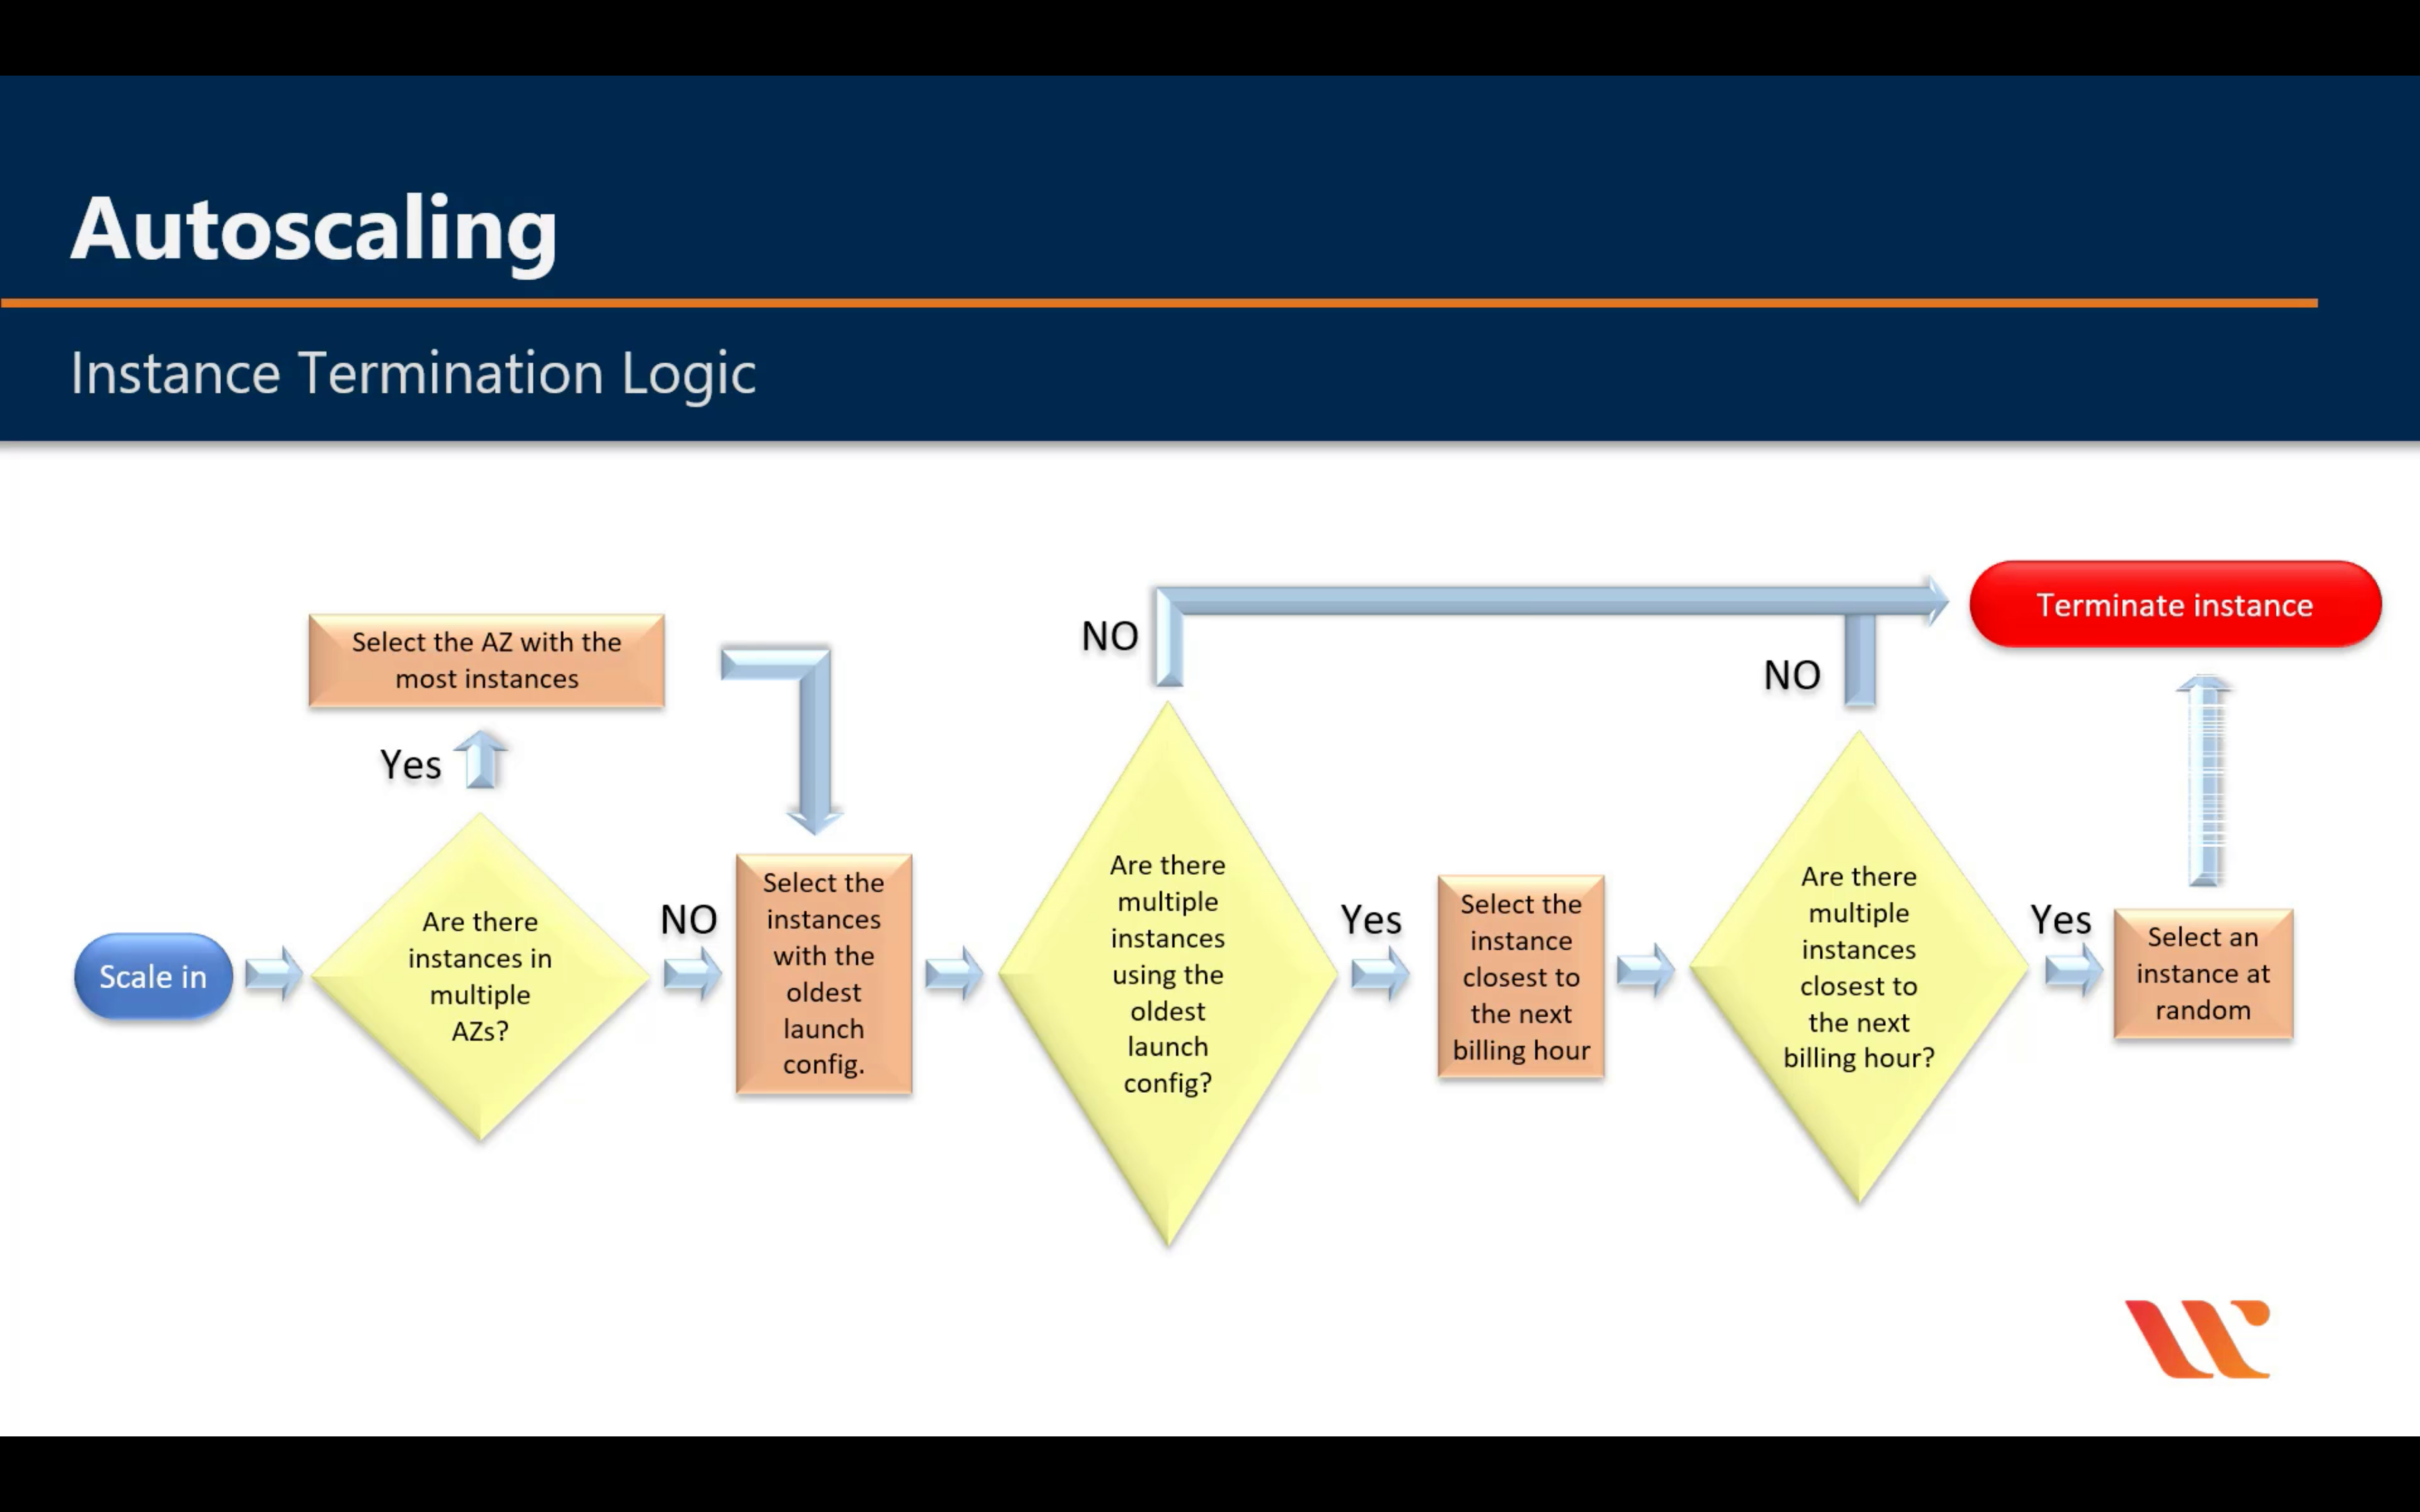 Autoscaling
Instance Termination Logic
Scale in
Are there
instances in
multiple
AZs?
Yes
Select the AZ with the
most instances
NO
Select the
instances
with the
oldest
launch
config.
Are there
multiple
instances
using the
oldest
launch
config?
NO
Yes
Select the
instance
closest to
the next
billing hour
Are there
multiple
instances
closest to
the next
billing hour?
NO
Yes
Select an
instance at
random
Terminate instance